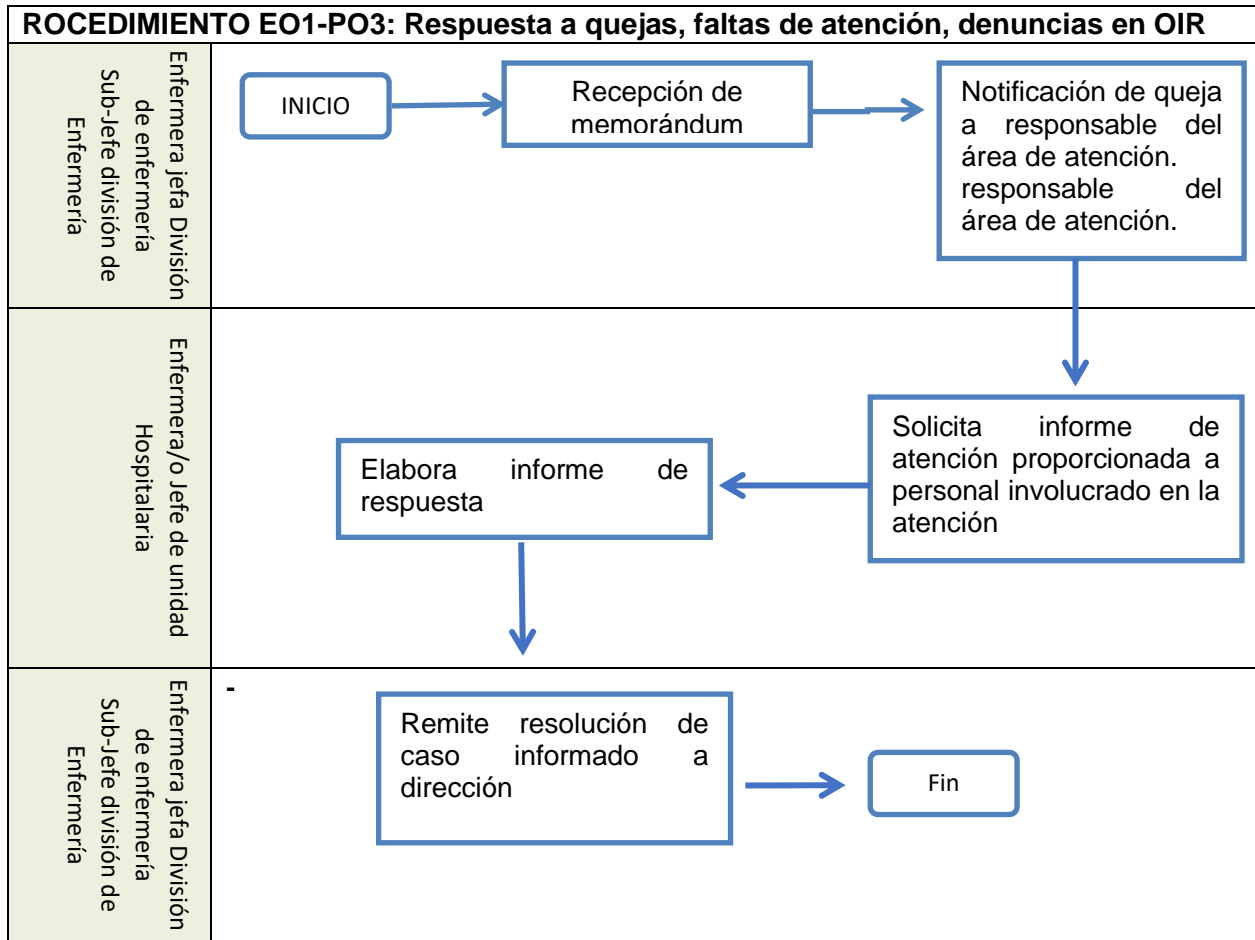 ROCEDIMIENTO EO1-PO3: Respuesta a quejas, faltas de atención, denuncias en OIR
Enfermera jefa División
de enfermería
Sub-Jefe división de
Enfermería
INICIO
Recepción de
memorándum
Notificación de queja
a responsable del
área de atención.
responsable del
área de atención.
Enfermera/o Jefe de unidad
Hospitalaria
Solicita informe de
atención proporcionada a
personal involucrado en la
atención
Elabora informe de
respuesta
Enfermera jefa División
de enfermería
Sub-Jefe división de
Enfermería
-
Remite resolución de
caso informado a
dirección
Fin